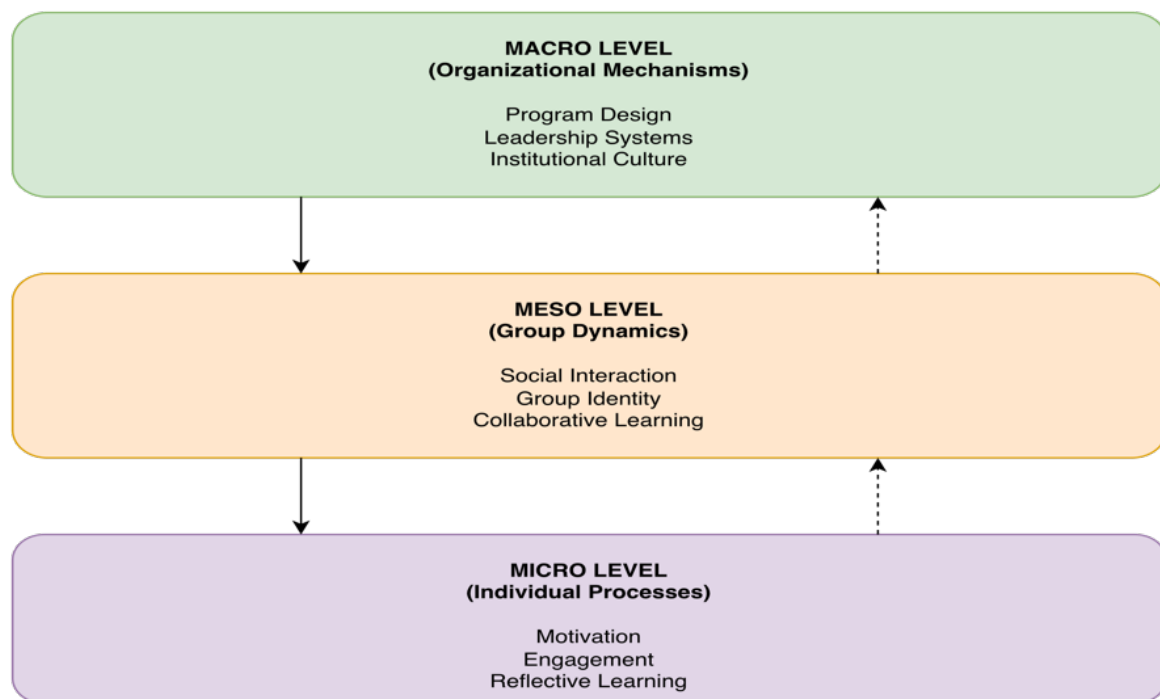 MACRO LEVEL
(Organizational Mechanisms)
Program Design
Leadership Systems
Institutional Culture
MESO LEVEL
(Group Dynamics)
Social Interaction
Group Identity
Collaborative Learning
MICRO LEVEL
(Individual Processes)
Motivation
Engagement
Reflective Learning